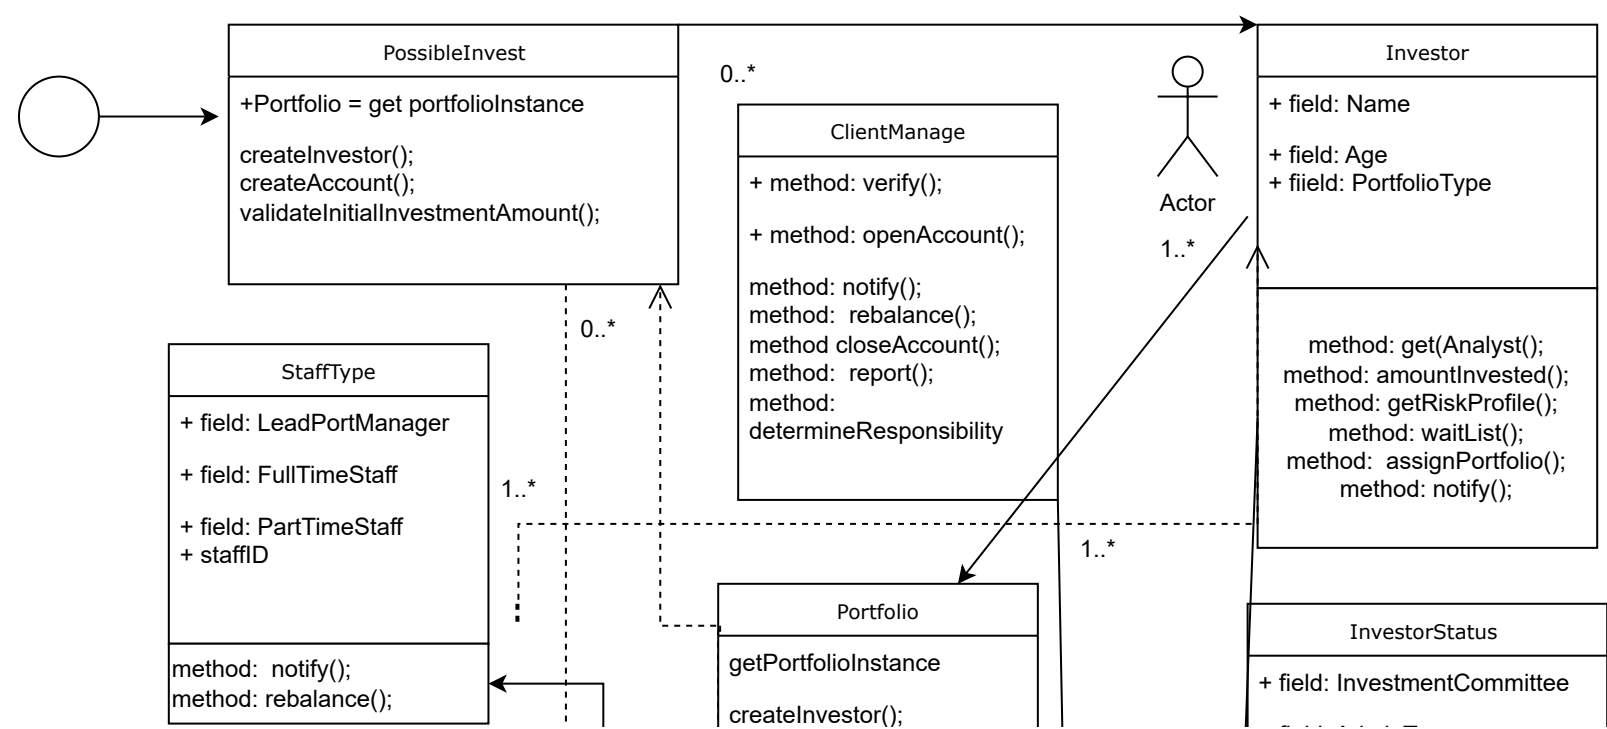 PossibleInvest
+Portfolio = get portfolioInstance
createInvestor();
createAccount();
validateInitialInvestmentAmount();
0..*
ClientManage
+ method: verify();
+ method: openAccount();
method: notify();
method:  rebalance();
method closeAccount();
method:  report();
method:
determineResponsibility
Actor
1..*
Investor
+ field: Name
+ field: Age
+ fiield: PortfolioType
method: get(Analyst();
method: amountInvested();
method: getRiskProfile();
method: waitList();
method:  assignPortfolio();
method: notify();
0..*
StaffType
+ field: LeadPortManager
+ field: FullTimeStaff
+ field: PartTimeStaff
+ staffID
method:  notify();
method: rebalance();
1..*
1..*
Portfolio
getPortfolioInstance
createInvestor();
InvestorStatus
+ field: InvestmentCommittee